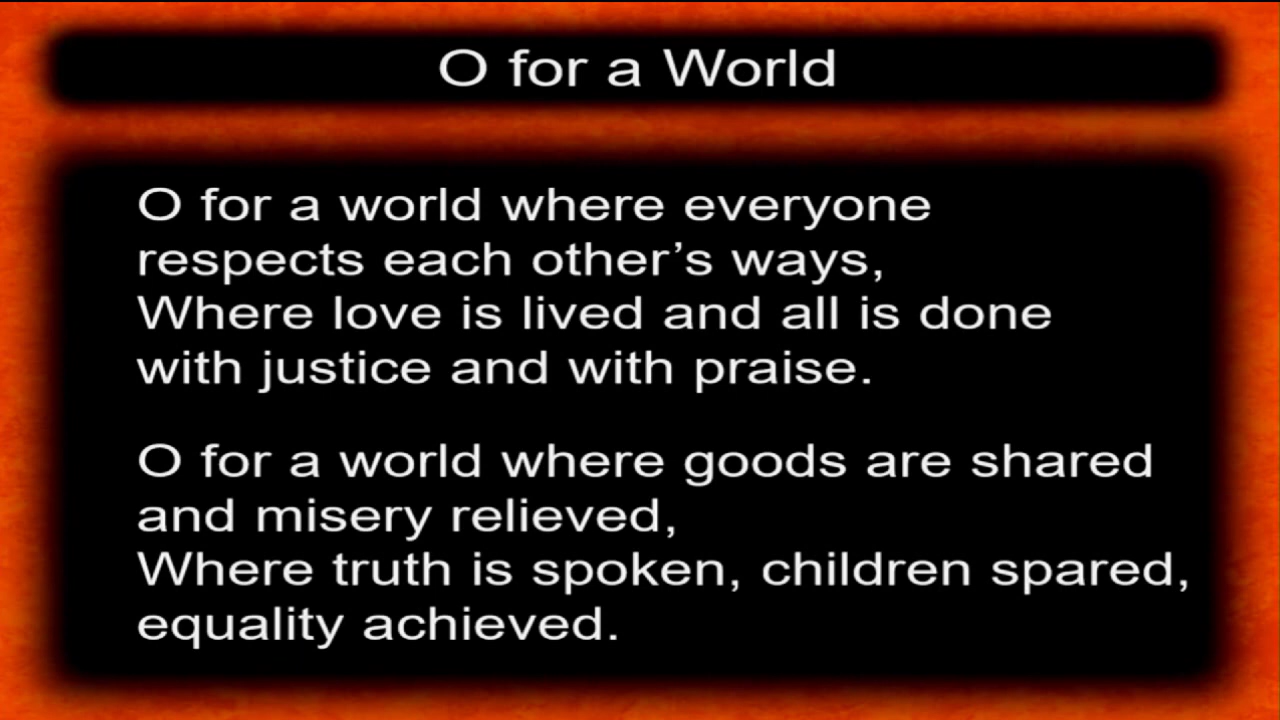 O for a World
O for a world where everyone
respects each other’s ways,
Where love is lived and all is done
with justice and with praise.
O for a world where goods are shared
and misery relieved,
Where truth is spoken, children spared,
equality achieved.